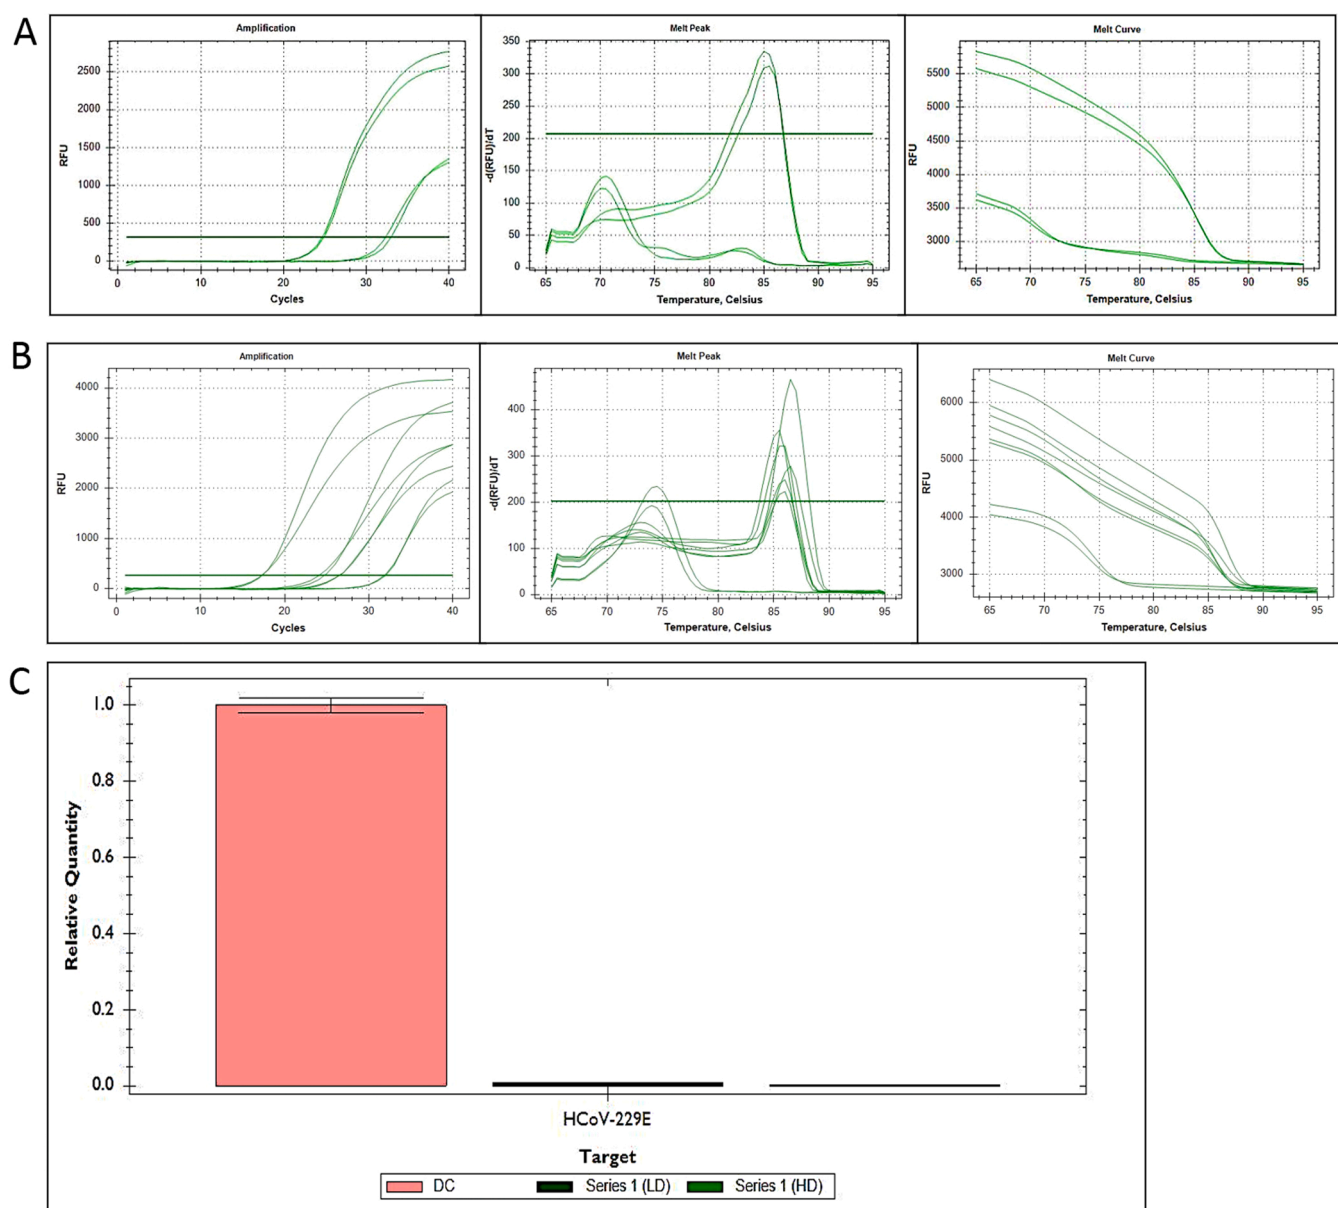 A
Amplification
RFU
2500
2000
1500
1000
500
0
0 10 20 30 40
Cycles
Melt Peak
-d(RFU)/dT
350
300
250
200
150
100
50
0
65 70 75 80 85 90 95
Temperature, Celsius
Melt Curve
RFU
5500
5000
4500
4000
3500
3000
65 70 75 80 85 90 95
Temperature, Celsius
B
Amplification
RFU
4000
3000
2000
1000
0
0 10 20 30 40
Cycles
Melt Peak
-d(RFU)/dT
400
300
200
100
0
65 70 75 80 85 90 95
Temperature, Celsius
Melt Curve
RFU
6000
5000
4000
3000
65 70 75 80 85 90 95
Temperature, Celsius
C
Relative Quantity
1.0
0.8
0.6
0.4
0.2
0.0
HCoV-229E
Target
DC Series 1 (LD) Series 1 (HD)